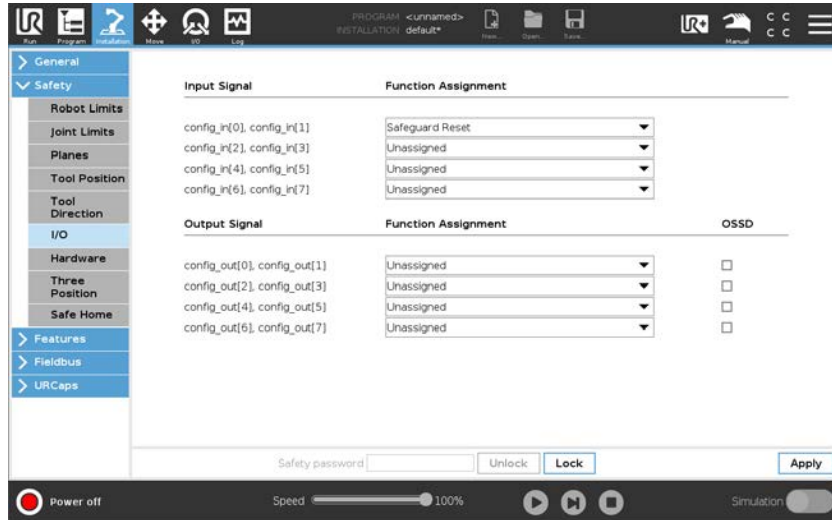 PROGRAM <unnamed>
INSTALLATION default*
UR
UR+
C C
C C
Run Program Installation Move I/O Log New... Open... Save... Manual
General
Safety
Robot Limits
Joint Limits
Planes
Tool Position
Tool
Direction
I/O
Hardware
Three
Position
Safe Home
Features
Fieldbus
URCaps
Input Signal Function Assignment
config_in[0], config_in[1] Safeguard Reset
config_in[2], config_in[3] Unassigned
config_in[4], config_in[5] Unassigned
config_in[6], config_in[7] Unassigned
Output Signal Function Assignment OSSD
config_out[0], config_out[1] Unassigned
config_out[2], config_out[3] Unassigned
config_out[4], config_out[5] Unassigned
config_out[6], config_out[7] Unassigned
Safety password Unlock Lock Apply
Power off Speed 100% Simulation